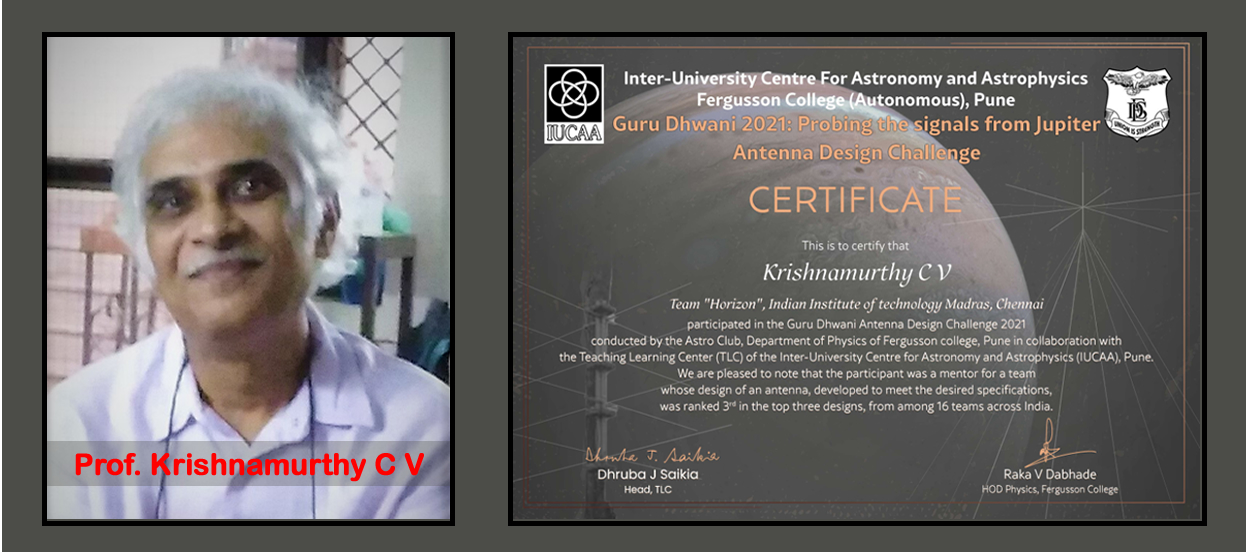 Prof. Krishnamurthy C V
IUCAA
Inter-University Centre For Astronomy and Astrophysics
Fergusson College (Autonomous), Pune
Guru Dhwani 2021: Probing the signals from Jupiter
Antenna Design Challenge
UNION IS STRENGTH
CERTIFICATE
This is to certify that
Krishnamurthy C V
Team "Horizon", Indian Institute of technology Madras, Chennai
participated in the Guru Dhwani Antenna Design Challenge 2021
conducted by the Astro Club, Department of Physics of Fergusson college, Pune in collaboration with
the Teaching Learning Center (TLC) of the Inter-University Centre for Astronomy and Astrophysics (IUCAA), Pune.
We are pleased to note that the participant was a mentor for a team
whose design of an antenna, developed to meet the desired specifications,
was ranked 3rd in the top three designs, from among 16 teams across India.
Dhruba J. Saikia
Dhruba J Saikia
Head, TLC
Raka V Dabhade
HOD Physics, Fergusson College